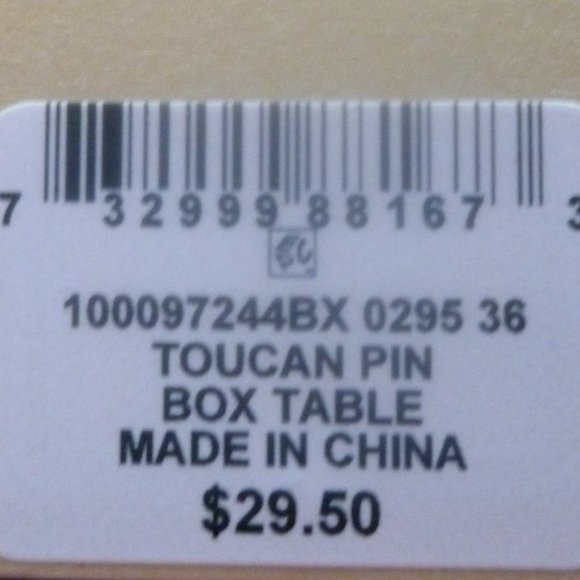 7 32999 88167 3
100097244BX 0295 36
TOUCAN PIN
BOX TABLE
MADE IN CHINA
$29.50